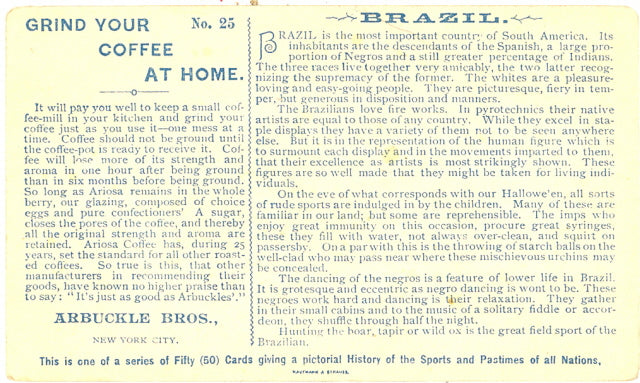 GRIND YOUR No. 25
COFFEE
AT HOME.
It will pay you well to keep a small cof-
fee-mill in your kitchen and grind your
coffee just as you use it—one mess at a
time. Coffee should not be ground until
the coffee-pot is ready to receive it. Cof-
fee will lose more of its strength and
aroma in one hour after being ground
than in six months before being ground.
So long as Ariosa remains in the whole
berry, our glazing, composed of choice
eggs and pure confectioners' A sugar,
closes the pores of the coffee, and thereby
all the original strength and aroma are
retained. Ariosa Coffee has, during 25
years, set the standard for all other roast-
ed coffees. So true is this, that other
manufacturers in recommending their
goods, have known no higher praise than
to say: "It's just as good as Arbuckles'."
ARBUCKLE BROS.,
NEW YORK CITY.
BRAZIL.
BRAZIL is the most important country of South America. Its
inhabitants are the descendants of the Spanish, a large pro-
portion of Negros and a still greater percentage of Indians.
The three races live together very amicably, the two latter recog-
nizing the supremacy of the former. The whites are a pleasure-
loving and easy-going people. They are picturesque, fiery in tem-
per, but generous in disposition and manners.
The Brazilians love fire works. In pyrotechnics their native
artists are equal to those of any country. While they excel in sta-
ple displays they have a variety of them not to be seen anywhere
else. But it is in the representation of the human figure which is
to surmount each display and in the movements imparted to them,
that their excellence as artists is most strikingly shown. These
figures are so well made that they might be taken for living indi-
viduals.
On the eve of what corresponds with our Hallowe'en, all sorts
of rude sports are indulged in by the children. Many of these are
familiar in our land; but some are reprehensible. The imps who
enjoy great immunity on this occasion, procure great syringes,
these they fill with water, not always over-clean, and squirt on
passersby. On a par with this is the throwing of starch balls on the
well-clad who may pass near where these mischievous urchins may
be concealed.
The dancing of the negros is a feature of lower life in Brazil.
It is grotesque and eccentric as negro dancing is wont to be. These
negroes work hard and dancing is their relaxation. They gather
in their small cabins and to the music of a solitary fiddle or accor-
deon, they shuffle through half the night.
Hunting the boar, tapir or wild ox is the great field sport of the
Brazilian.
This is one of a series of Fifty (50) Cards giving a pictorial History of the Sports and Pastimes of all Nations,
KAUFMANN & STRAUSS.